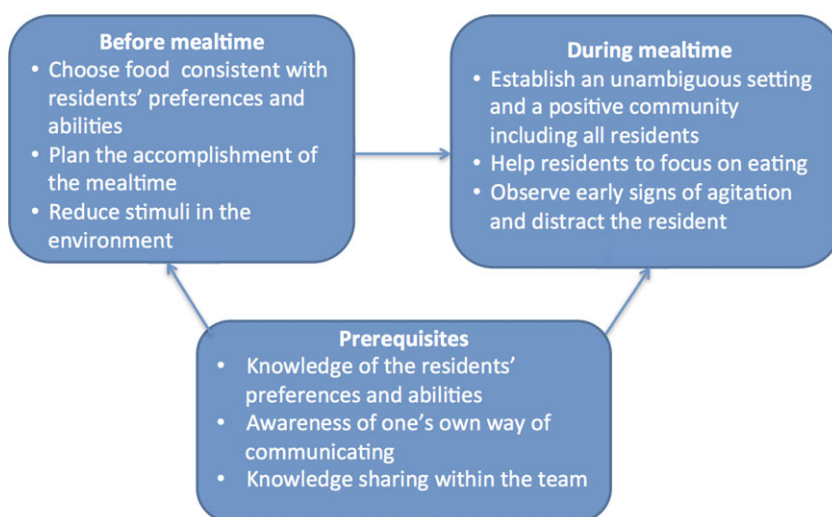 Before mealtime
• Choose food consistent with
residents’ preferences and
abilities
• Plan the accomplishment of
the mealtime
• Reduce stimuli in the
environment
During mealtime
• Establish an unambiguous setting
and a positive community
including all residents
• Help residents to focus on eating
• Observe early signs of agitation
and distract the resident
Prerequisites
• Knowledge of the residents’
preferences and abilities
• Awareness of one’s own way of
communicating
• Knowledge sharing within the team